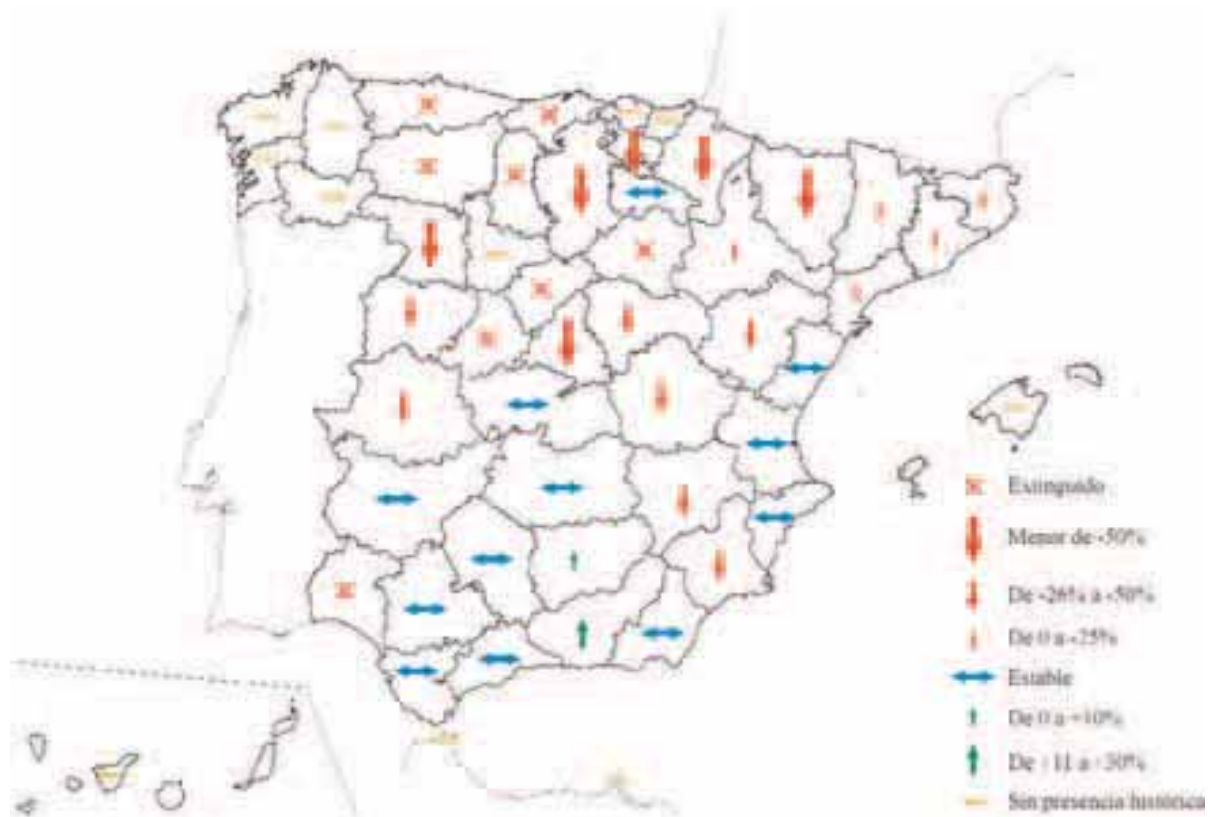 Extinguido
Menor de -50%
De -26% a -50%
De 0 a -25%
Estable
De 0 a +10%
De +11 a +30%
Sin presencia histórica